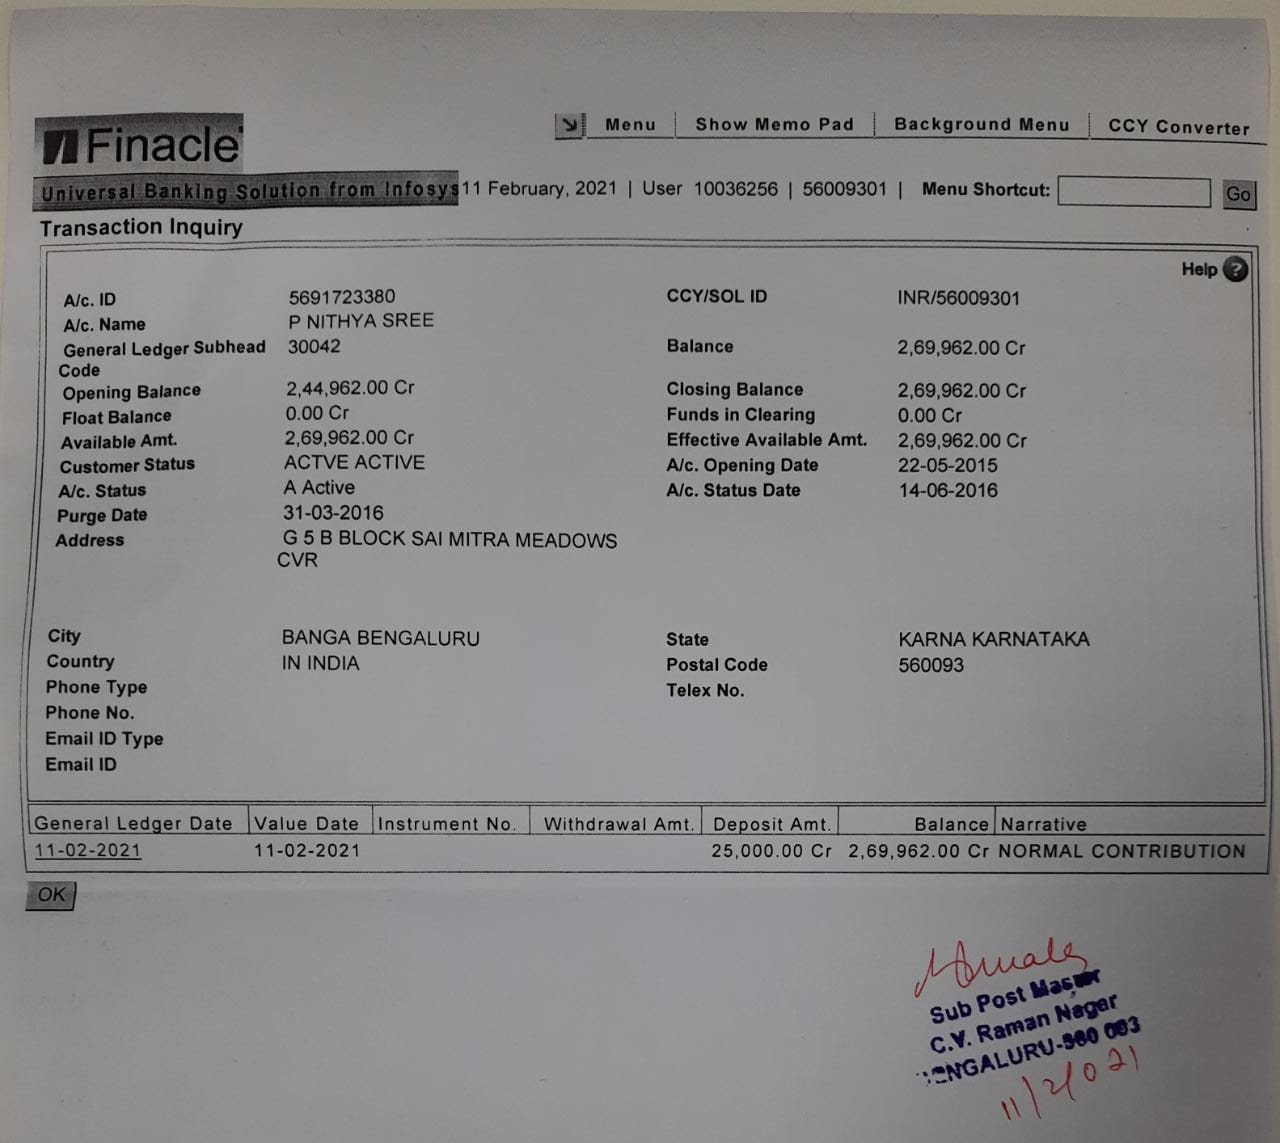 Finacle
Menu Show Memo Pad Background Menu CCY Converter
Universal Banking Solution from Infosys 11 February, 2021 | User 10036256 | 56009301 | Menu Shortcut: Go
Transaction Inquiry
Help ?
A/c. ID 5691723380 CCY/SOL ID INR/56009301
A/c. Name P NITHYA SREE
General Ledger Subhead 30042 Balance 2,69,962.00 Cr
Code
Opening Balance 2,44,962.00 Cr Closing Balance 2,69,962.00 Cr
Float Balance 0.00 Cr Funds in Clearing 0.00 Cr
Available Amt. 2,69,962.00 Cr Effective Available Amt. 2,69,962.00 Cr
Customer Status ACTVE ACTIVE A/c. Opening Date 22-05-2015
A/c. Status A Active A/c. Status Date 14-06-2016
Purge Date 31-03-2016
Address G 5 B BLOCK SAI MITRA MEADOWS
CVR
City BANGA BENGALURU State KARNA KARNATAKA
Country IN INDIA Postal Code 560093
Phone Type Telex No.
Phone No.
Email ID Type
Email ID
General Ledger Date Value Date Instrument No. Withdrawal Amt. Deposit Amt. Balance Narrative
11-02-2021 11-02-2021 25,000.00 Cr 2,69,962.00 Cr NORMAL CONTRIBUTION
OK
Sub Post Master
C.V. Raman Nagar
BENGALURU-560 093
11/2/021